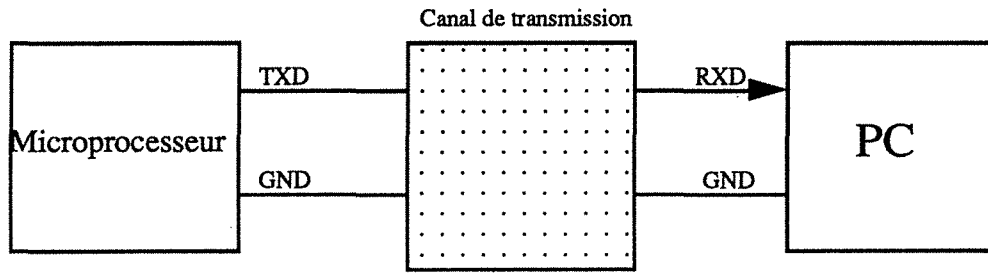 Canal de transmission
TXD
RXD
Microprocesseur
PC
GND
GND